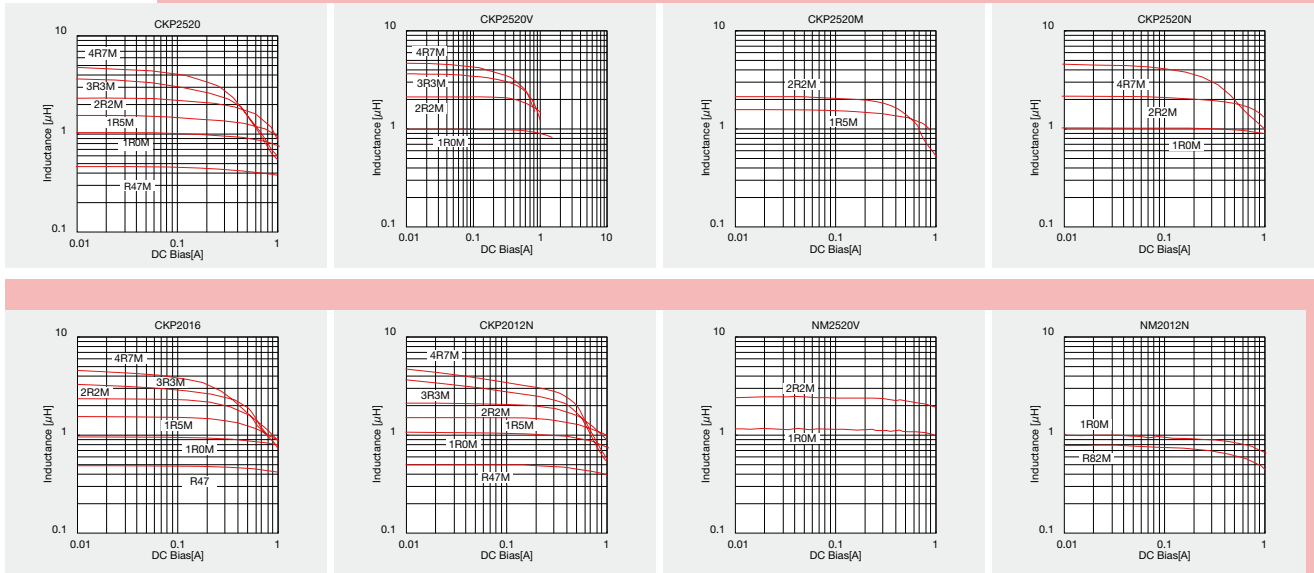 CKP2520
10
1
0.1
Inductance [µH]
4R7M
3R3M
2R2M
1R5M
1R0M
R47M
0.01
0.1
1
DC Bias[A]
CKP2520V
10
1
0.1
Inductance [µH]
4R7M
3R3M
2R2M
1R0M
0.01
0.1
1
10
DC Bias[A]
CKP2520M
10
1
0.1
Inductance [µH]
2R2M
1R5M
0.01
0.1
1
DC Bias[A]
CKP2520N
10
1
0.1
Inductance [µH]
4R7M
2R2M
1R0M
0.01
0.1
1
DC Bias[A]
CKP2016
10
1
0.1
Inductance [µH]
4R7M
3R3M
2R2M
1R5M
1R0M
R47
0.01
0.1
1
DC Bias[A]
CKP2012N
10
1
0.1
Inductance [µH]
4R7M
3R3M
2R2M
1R5M
1R0M
R47M
0.01
0.1
1
DC Bias[A]
NM2520V
10
1
0.1
Inductance [µH]
2R2M
1R0M
0.01
0.1
1
DC Bias[A]
NM2012N
10
1
0.1
Inductance [µH]
1R0M
R82M
0.01
0.1
1
DC Bias[A]